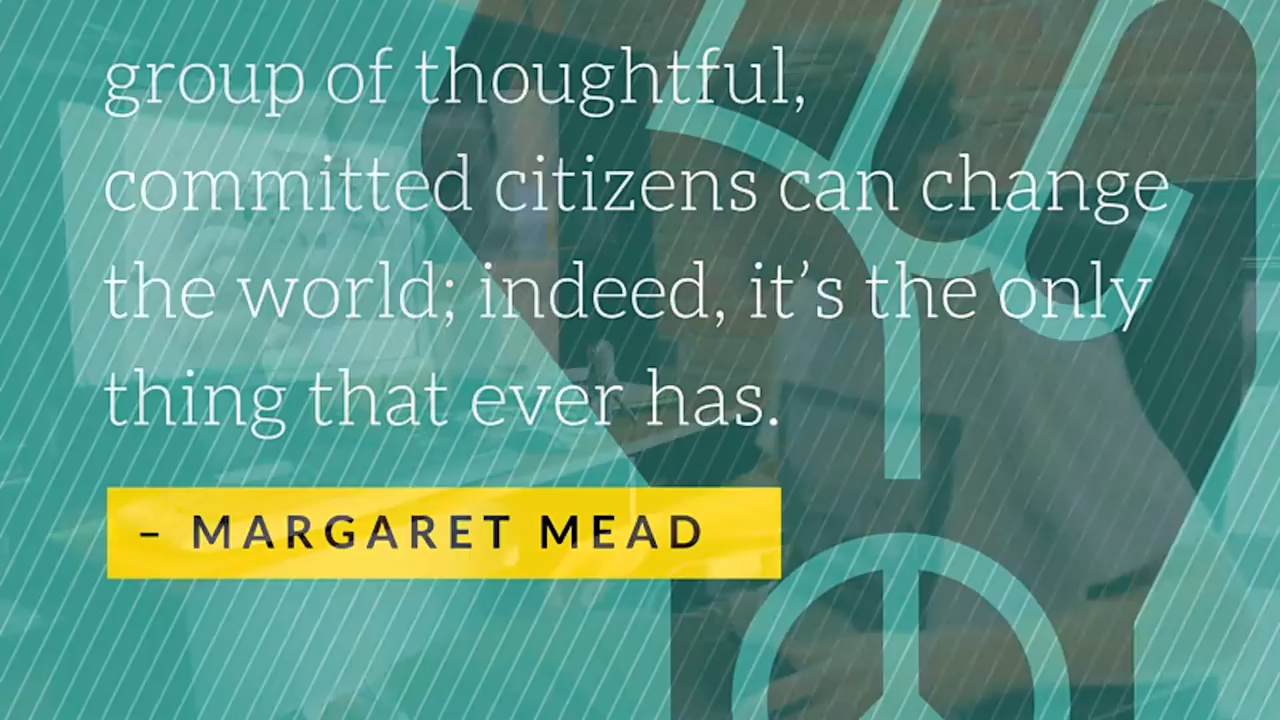 group of thoughtful,
committed citizens can change
the world; indeed, it’s the only
thing that ever has.
– MARGARET MEAD